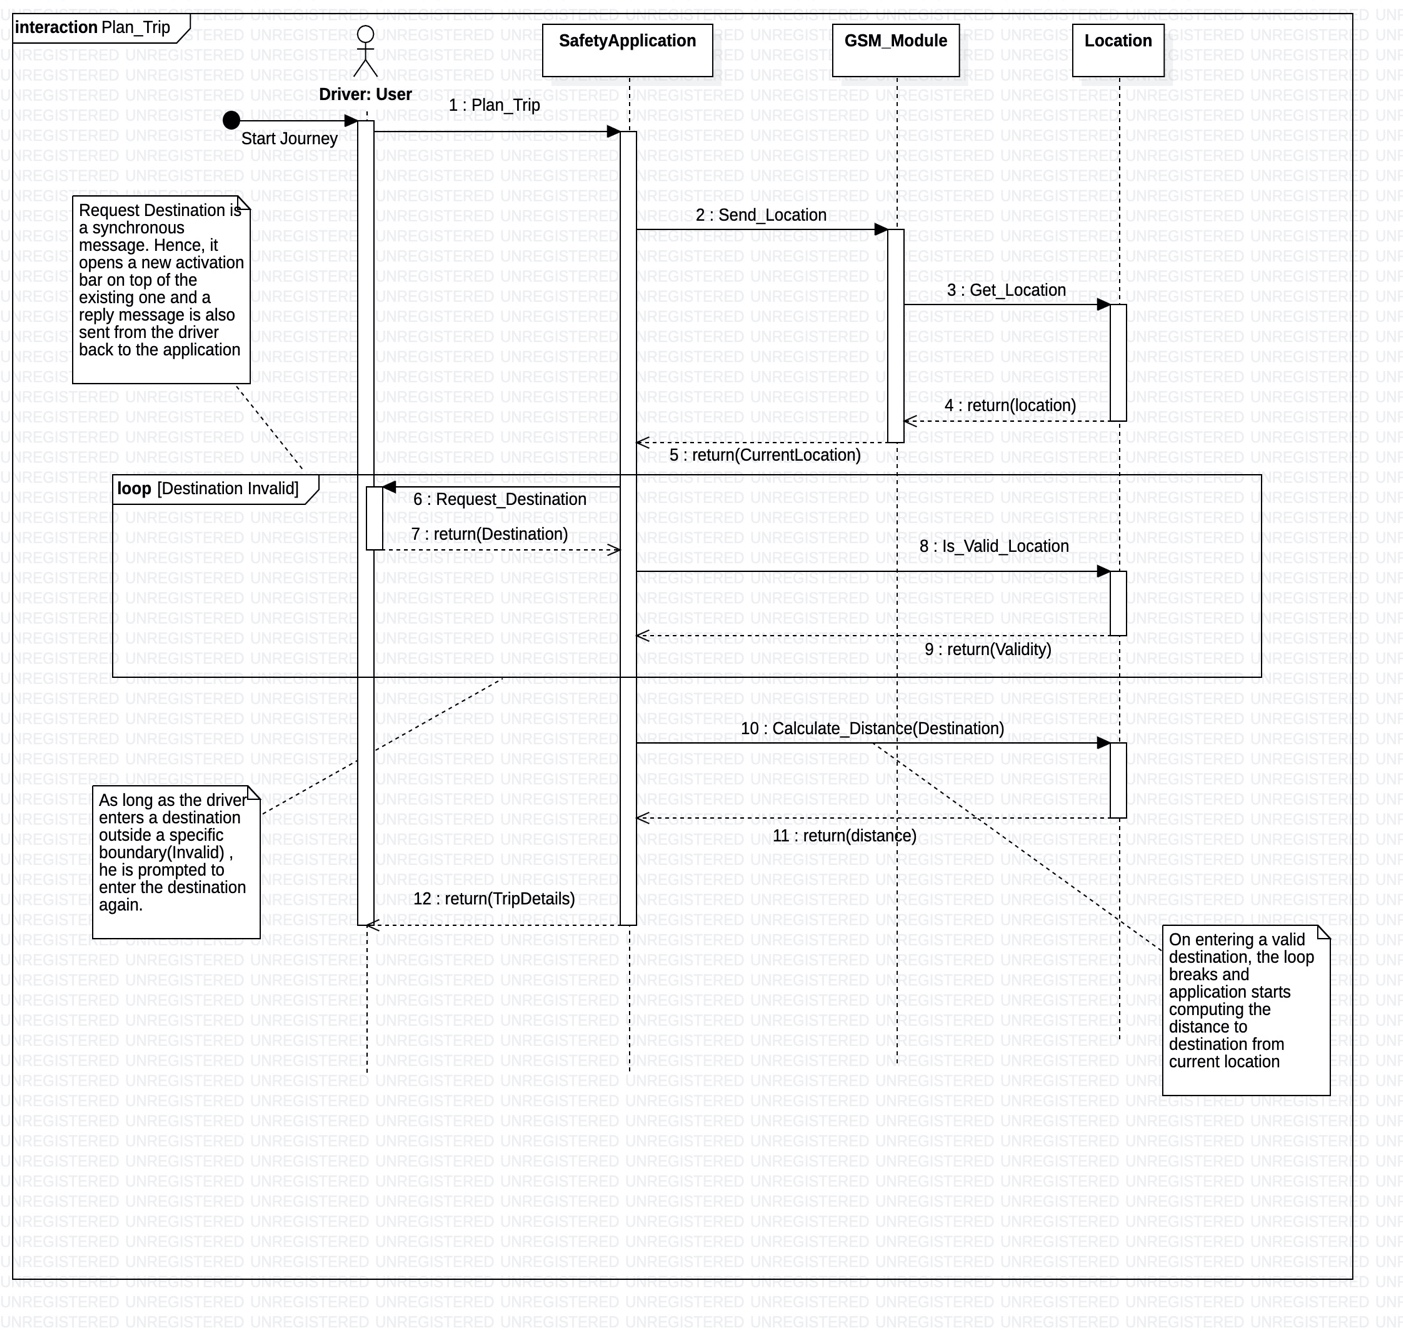 interaction Plan_Trip
SafetyApplication
GSM_Module
Location
Driver: User
1 : Plan_Trip
Start Journey
Request Destination is
a synchronous
message. Hence, it
opens a new activation
bar on top of the
existing one and a
reply message is also
sent from the driver
back to the application
2 : Send_Location
3 : Get_Location
4 : return(location)
5 : return(CurrentLocation)
loop [Destination Invalid]
6 : Request_Destination
7 : return(Destination)
8 : Is_Valid_Location
9 : return(Validity)
10 : Calculate_Distance(Destination)
As long as the driver
enters a destination
outside a specific
boundary(Invalid) ,
he is prompted to
enter the destination
again.
11 : return(distance)
12 : return(TripDetails)
On entering a valid
destination, the loop
breaks and
application starts
computing the
distance to
destination from
current location
UNREGISTERED